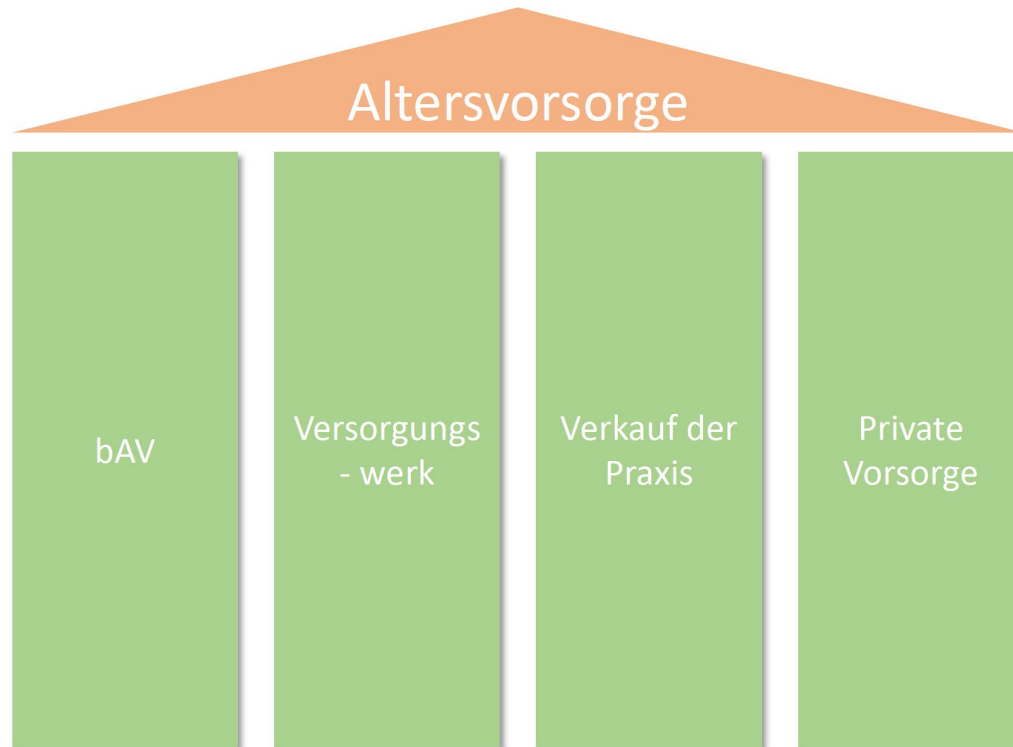 Altersvorsorge
bAV
Versorgungs
- werk
Verkauf der
Praxis
Private
Vorsorge